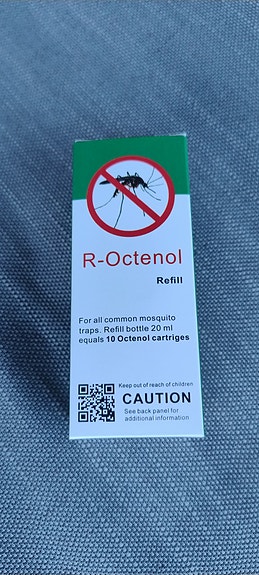 R-Octenol
Refill
For all common mosquito
traps. Refill bottle 20 ml
equals 10 Octenol cartriges
Keep out of reach of children
CAUTION
See back panel for
additional information